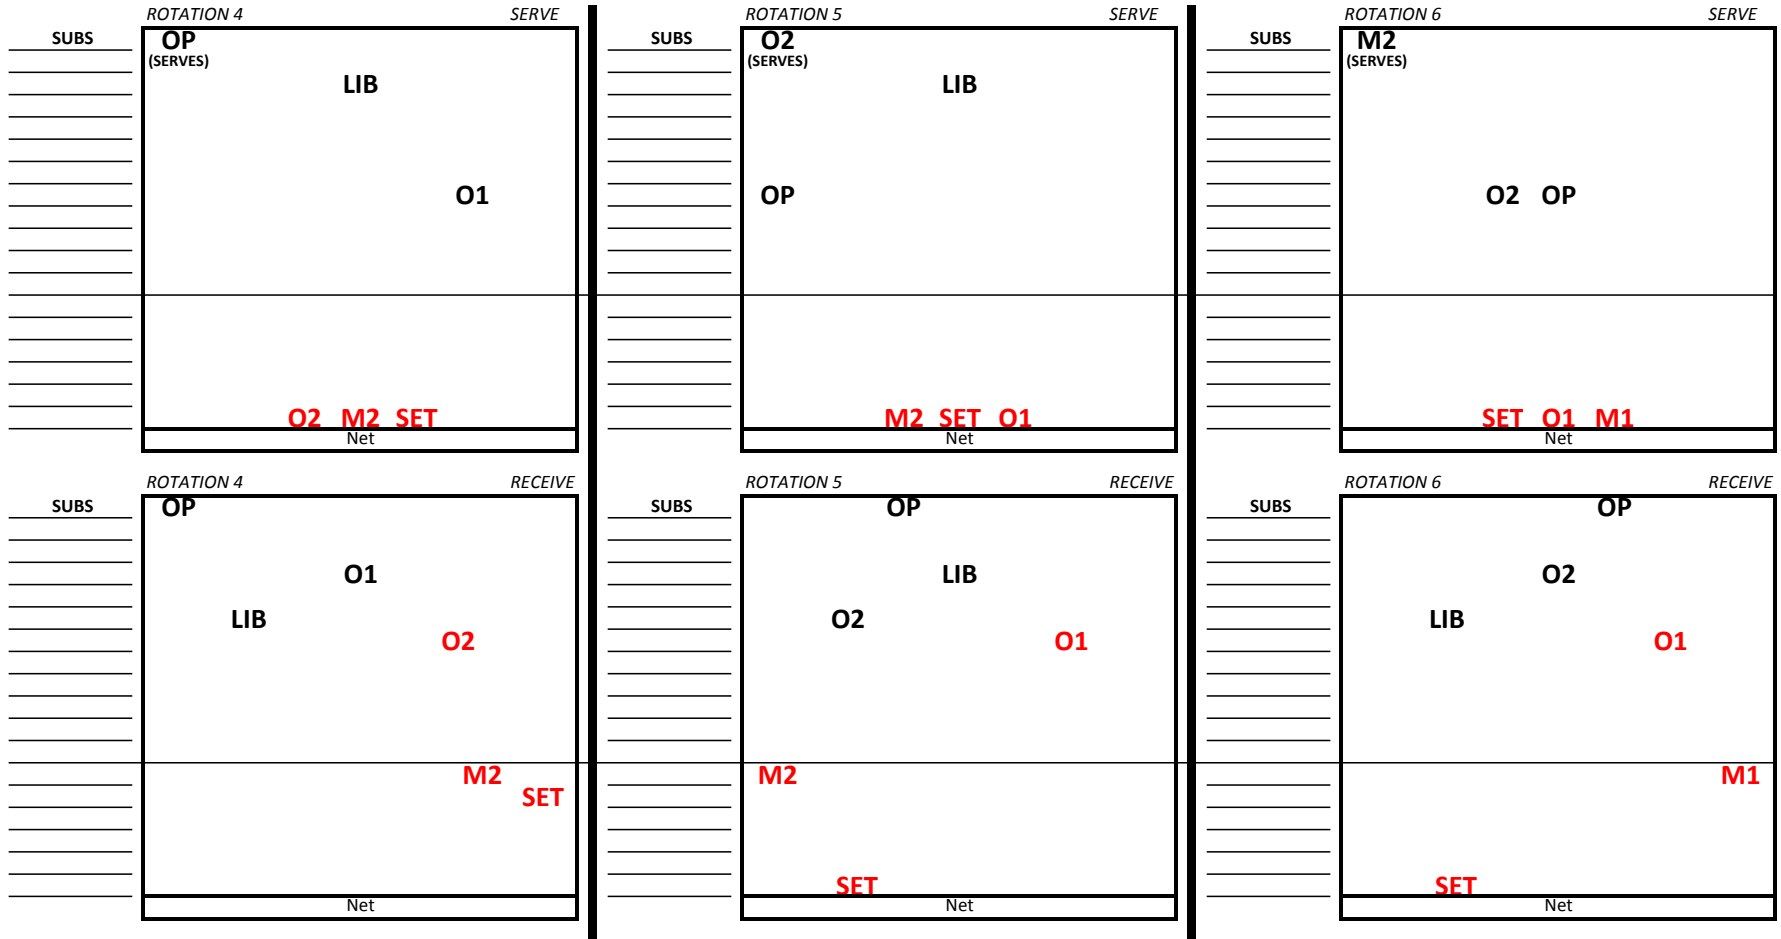 ROTATION 4 SERVE
SUBS OP
(SERVES)
LIB
O1
O2 M2 SET
Net
ROTATION 5 SERVE
SUBS O2
(SERVES)
LIB
OP
M2 SET O1
Net
ROTATION 6 SERVE
SUBS M2
(SERVES)
O2 OP
SET O1 M1
Net
ROTATION 4 RECEIVE
SUBS OP
O1
LIB
O2
M2
SET
Net
ROTATION 5 RECEIVE
SUBS OP
LIB
O2
O1
M2
SET
Net
ROTATION 6 RECEIVE
SUBS OP
O2
LIB
O1
M1
SET
Net